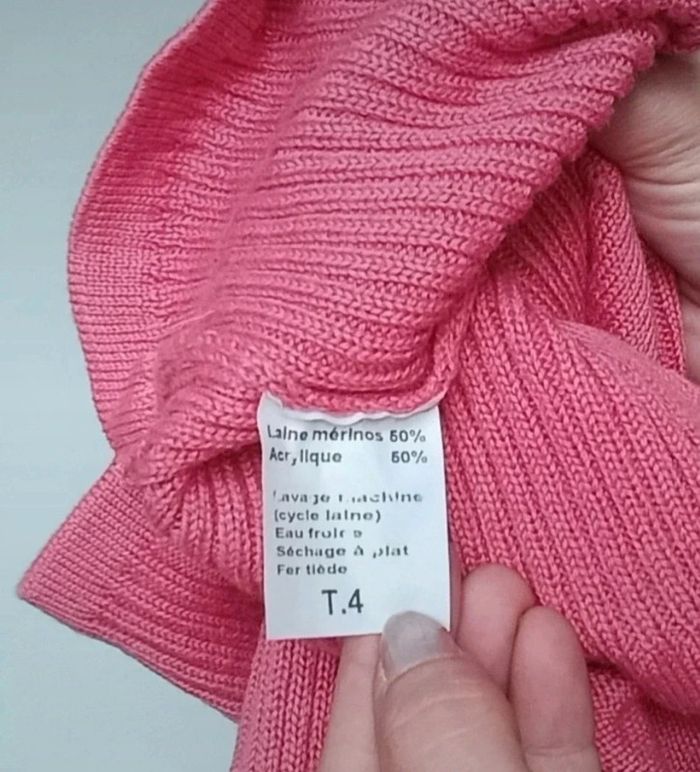 Laine mérinos 50%
Acrylique 50%
Lavage machine
(cycle laine)
Eau froide
Séchage à plat
Fer tiède
T.4